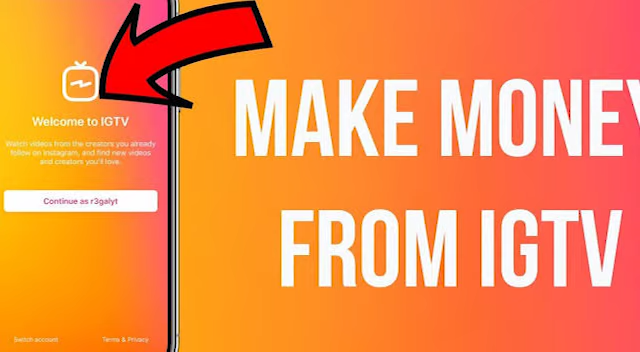 Welcome to IGTV
Watch videos from the creators you already
follow on Instagram, and find new videos
and creators you'll love.
Continue as r3galyt
Switch account
Terms & Privacy
MAKE MONEY
FROM IGTV